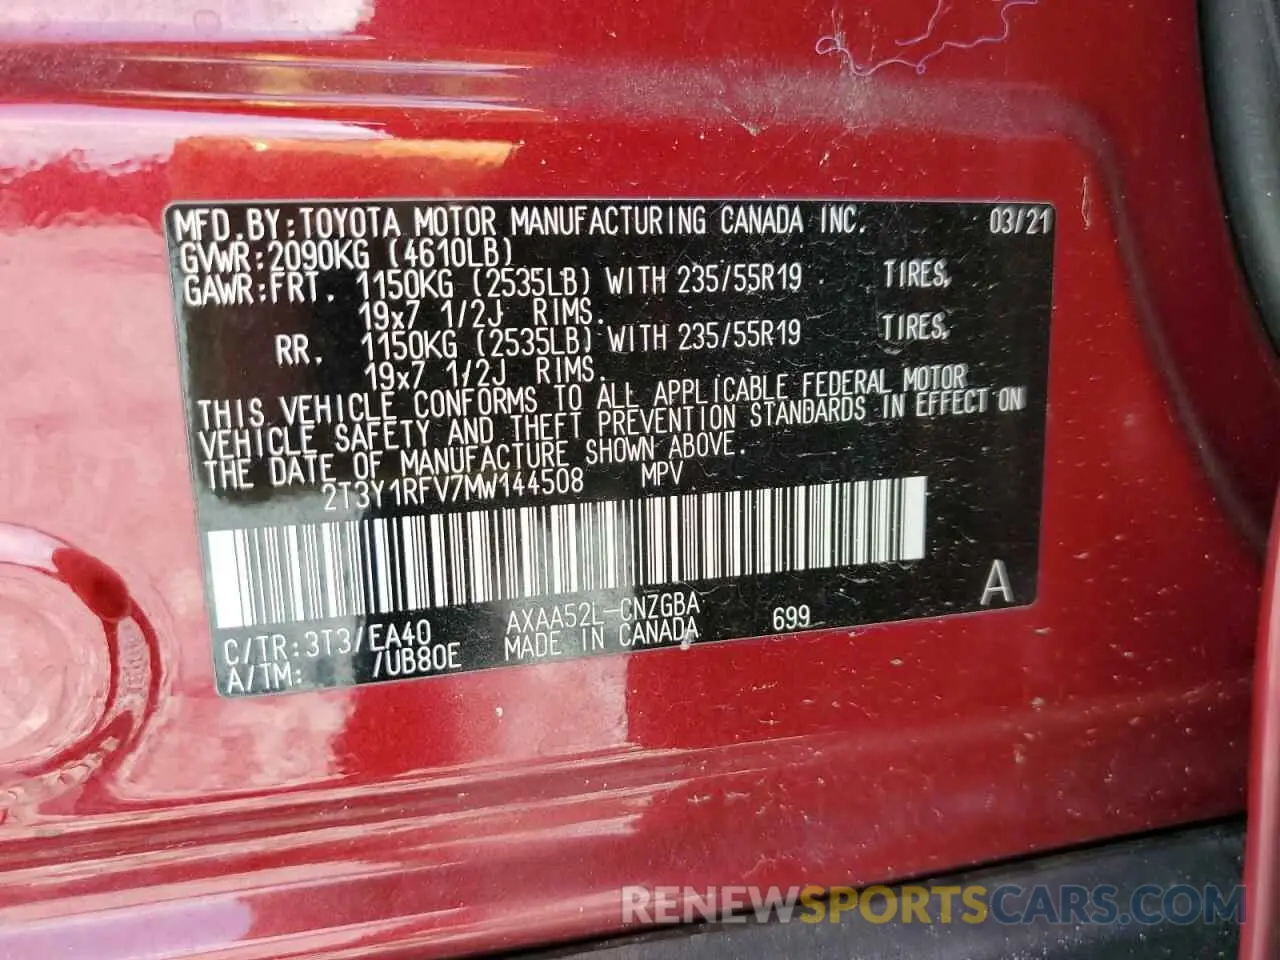 MFD.BY:TOYOTA MOTOR MANUFACTURING CANADA INC. 03/21
GVWR:2090KG (4610LB)
GAWR:FRT. 1150KG (2535LB) WITH 235/55R19 TIRES,
19x7 1/2J RIMS.
RR. 1150KG (2535LB) WITH 235/55R19 TIRES,
19x7 1/2J RIMS.
THIS VEHICLE CONFORMS TO ALL APPLICABLE FEDERAL MOTOR
VEHICLE SAFETY AND THEFT PREVENTION STANDARDS IN EFFECT ON
THE DATE OF MANUFACTURE SHOWN ABOVE.
2T3Y1RFV7MW144508 MPV
A
C/TR:3T3/EA40 AXAA52L-CNZGBA 699
A/TM: /UB80E MADE IN CANADA
RENEWSPORTSCARS.COM